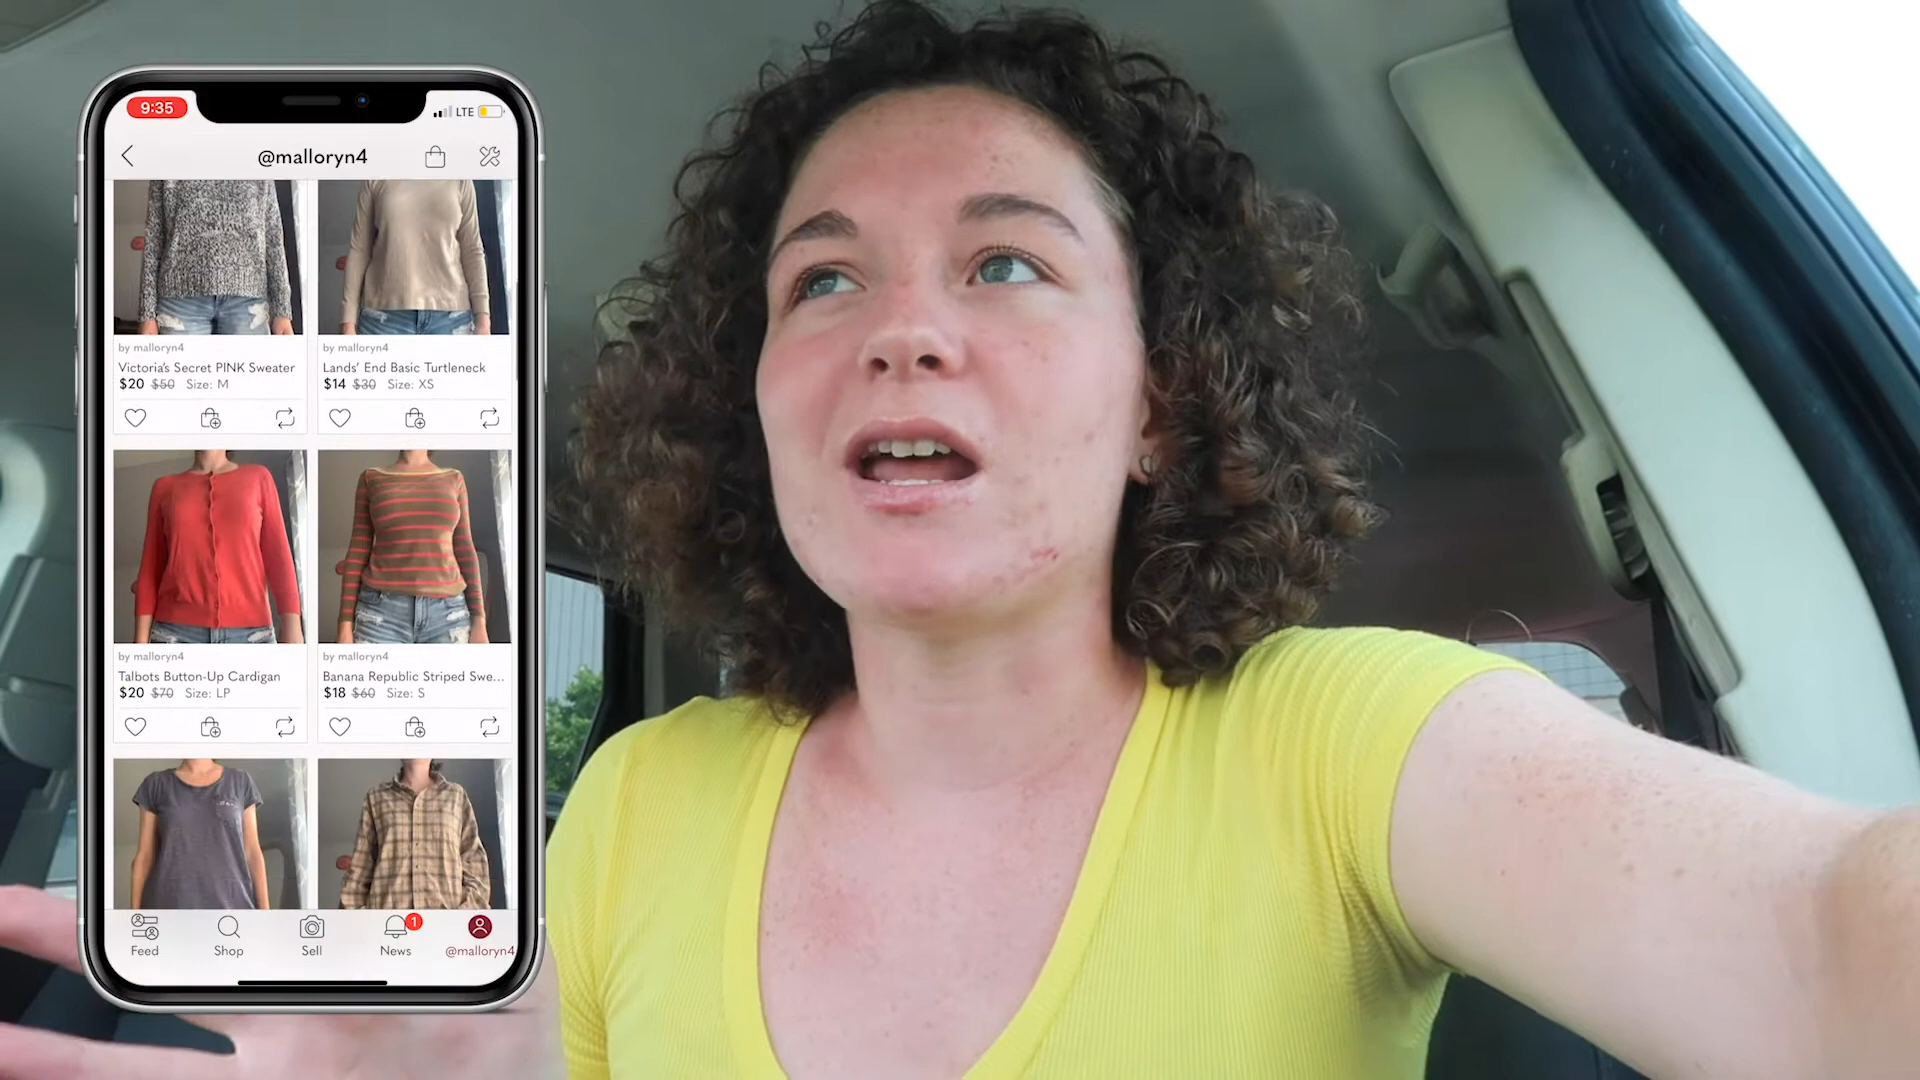 9:35
LTE
@malloryn4
by malloryn4
Victoria's Secret PINK Sweater
$20 $50 Size: M
by malloryn4
Lands' End Basic Turtleneck
$14 $30 Size: XS
by malloryn4
Talbots Button-Up Cardigan
$20 $70 Size: LP
by malloryn4
Banana Republic Striped Swe...
$18 $60 Size: S
Feed
Shop
Sell
1
News
@malloryn4